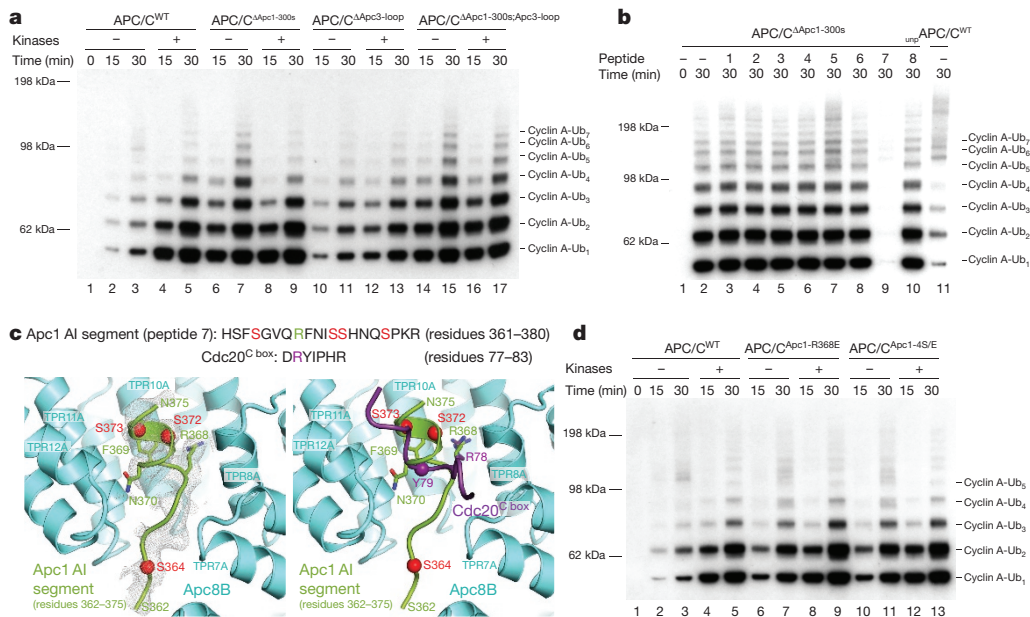 a
APC/C^WT APC/C^ΔApc1-300s APC/C^ΔApc3-loop APC/C^ΔApc1-300s;Apc3-loop
Kinases – + – + – + – +
Time (min) – 15 30 15 30 15 30 15 30 15 30 15 30 15 30 15 30
198 kDa
98 kDa
62 kDa
Cyclin A-Ub7
Cyclin A-Ub6
Cyclin A-Ub5
Cyclin A-Ub4
Cyclin A-Ub3
Cyclin A-Ub2
Cyclin A-Ub1
1 2 3 4 5 6 7 8 9 10 11 12 13 14 15 16 17
b
APC/C^ΔApc1-300s unpAPC/C^WT
Peptide – 1 2 3 4 5 6 7 8 –
Time (min) 0 30 30 30 30 30 30 30 30 30 30
198 kDa
98 kDa
62 kDa
Cyclin A-Ub7
Cyclin A-Ub6
Cyclin A-Ub5
Cyclin A-Ub4
Cyclin A-Ub3
Cyclin A-Ub2
Cyclin A-Ub1
1 2 3 4 5 6 7 8 9 10 11
c Apc1 AI segment (peptide 7): HSFSGVQRFNISSHNQSPKR (residues 361–380)
Cdc20^C box: DRYIPHR (residues 77–83)
TPR10A
N375
TPR11A
S373
S372
R368
TPR12A
F369
TPR8A
N370
S364
TPR7A
Apc1 AI
segment
(residues 362–375)
S362
Apc8B
TPR10A
N375
TPR11A
S373
S372
R368
TPR12A
F369
R78
Y79
TPR8A
N370
Cdc20^C box
S364
TPR7A
Apc1 AI
segment
(residues 362–375)
S362
Apc8B
d
APC/C^WT APC/C^Apc1-R368E APC/C^Apc1-4S/E
Kinases – + – + – +
Time (min) 0 15 30 15 30 15 30 15 30 15 30 15 30
198 kDa
98 kDa
62 kDa
Cyclin A-Ub5
Cyclin A-Ub4
Cyclin A-Ub3
Cyclin A-Ub2
Cyclin A-Ub1
1 2 3 4 5 6 7 8 9 10 11 12 13